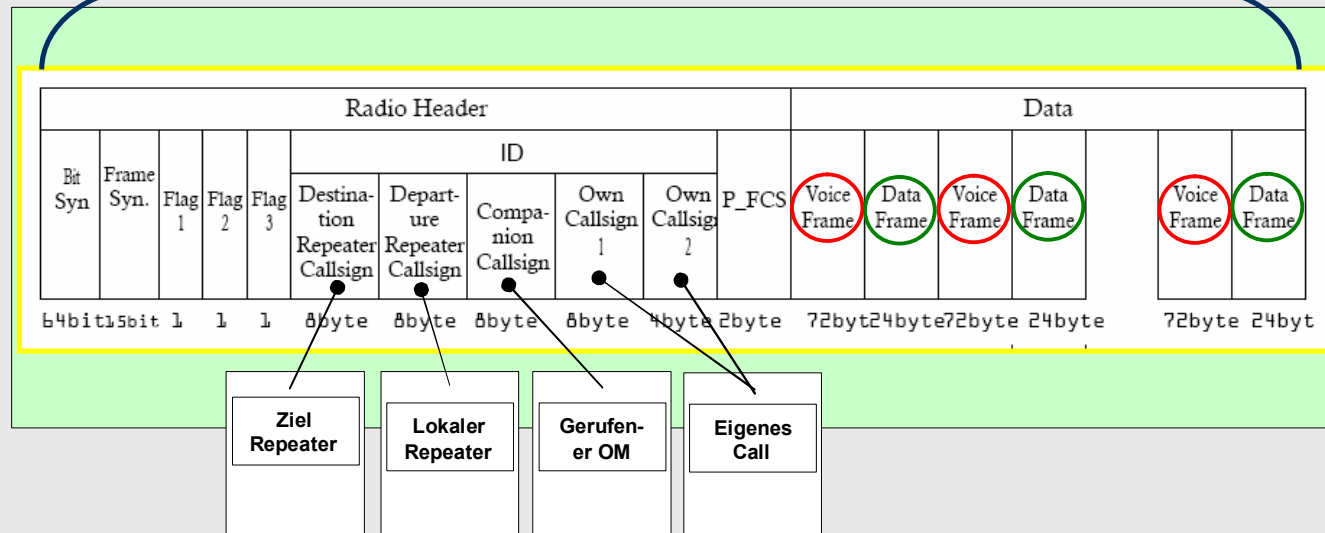 Radio Header
Data
ID
Bit
Syn
Frame
Syn.
Flag
1
Flag
2
Flag
3
Destina-
tion
Repeater
Callsign
Depart-
ure
Repeater
Callsign
Compa-
nion
Callsign
Own
Callsign
1
Own
Callsign
2
P_FCS
Voice
Frame
Data
Frame
Voice
Frame
Data
Frame
Voice
Frame
Data
Frame
64bit 15bit 1 1 1 8byte 8byte 8byte 8byte 4byte 2byte 72byt 24byte 72byte 24byte 72byte 24byt
Ziel
Repeater
Lokaler
Repeater
Gerufen-
er OM
Eigenes
Call